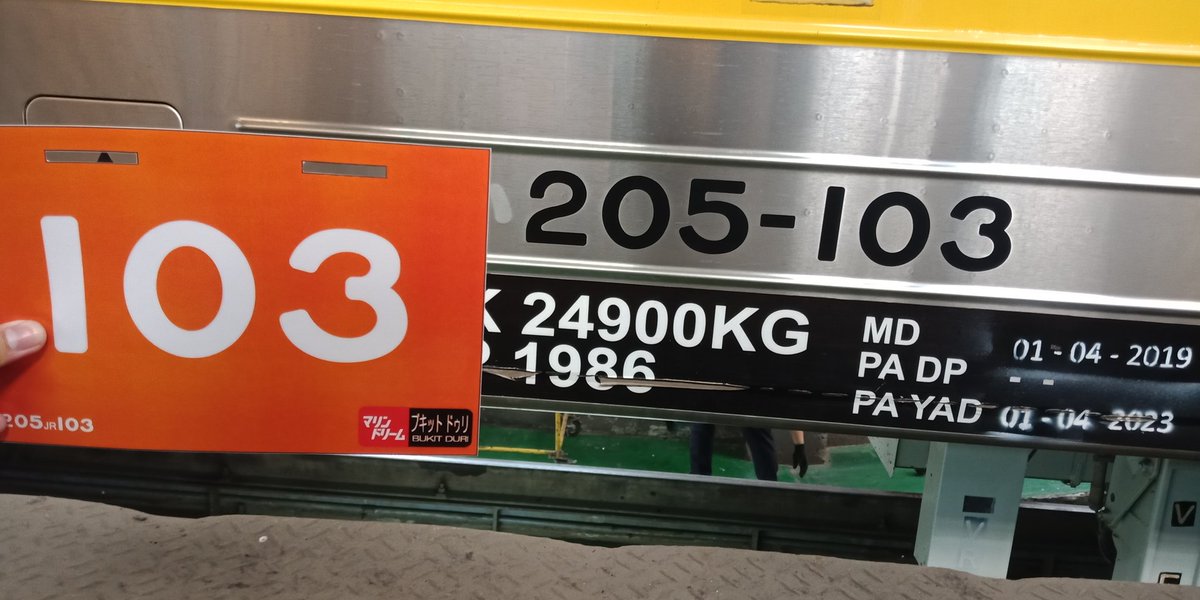 103
205JR103
マリン
ドリーム
ブキット ドゥリ
BUKIT DURI
205-103
K 24900KG
1986
MD 01-04-2019
PA DP - -
PA YAD 01-04 2023
V
V